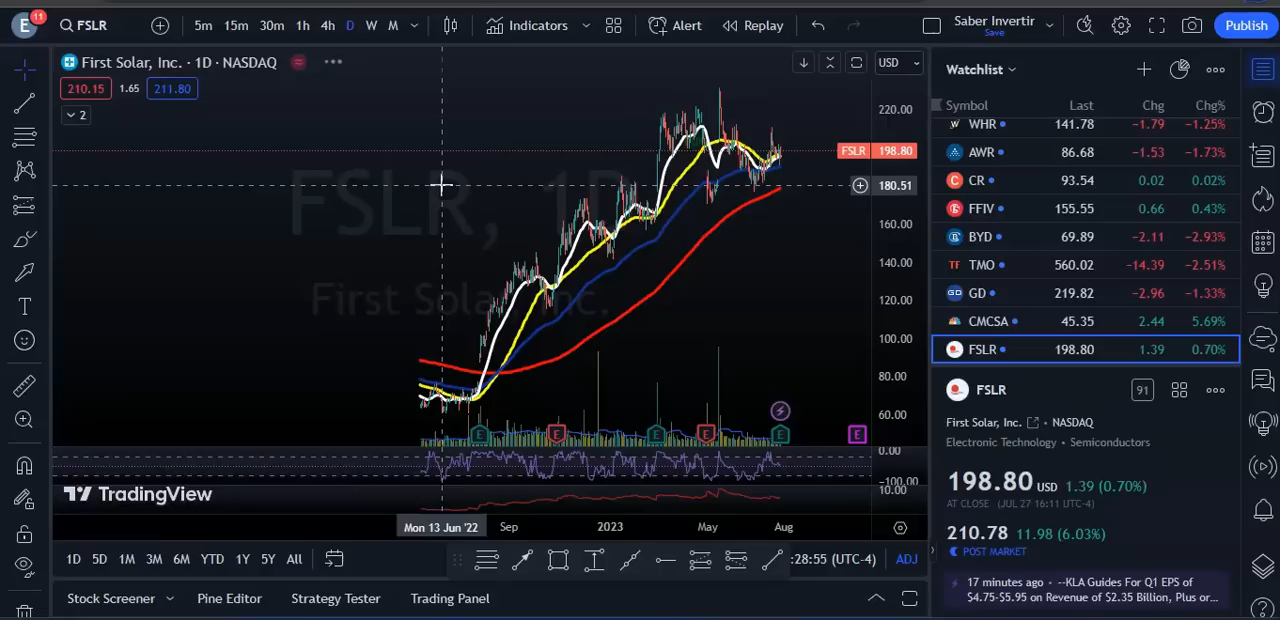 E 11 FSLR 5m 15m 30m 1h 4h D W M Indicators Alert Replay Saber Invertir Save Publish
First Solar, Inc. · 1D · NASDAQ
210.15 1.65 211.80
2
USD
220.00
FSLR 198.80
180.51
160.00
140.00
120.00
100.00
80.00
60.00
0.00
-100.00
10.00
FSLR, 1D
First Solar, Inc.
E E E E E E
TradingView
Mon 13 Jun '22 Sep 2023 May Aug
1D 5D 1M 3M 6M YTD 1Y 5Y All
:28:55 (UTC-4) ADJ
Stock Screener Pine Editor Strategy Tester Trading Panel
Watchlist
Symbol Last Chg Chg%
WHR 141.78 −1.79 −1.25%
AWR 86.68 −1.53 −1.73%
CR 93.54 0.02 0.02%
FFIV 155.55 0.66 0.43%
BYD 69.89 −2.11 −2.93%
TF TMO 560.02 −14.39 −2.51%
GD GD 219.82 −2.96 −1.33%
CMCSA 45.35 2.44 5.69%
FSLR 198.80 1.39 0.70%
FSLR 91
First Solar, Inc. • NASDAQ
Electronic Technology • Semiconductors
198.80 USD 1.39 (0.70%)
AT CLOSE (JUL 27 16:11 UTC-4)
210.78 11.98 (6.03%)
POST MARKET
17 minutes ago • --KLA Guides For Q1 EPS of
$4.75-$5.95 on Revenue of $2.35 Billion, Plus or...